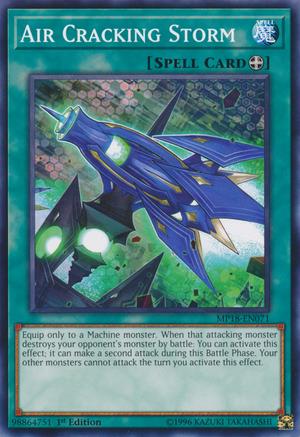 AIR CRACKING STORM
SPELL
魔
[SPELL CARD]
MP18-EN071
Equip only to a Machine monster. When that attacking monster
destroys your opponent's monster by battle: You can activate this
effect; it can make a second attack during this Battle Phase. Your
other monsters cannot attack the turn you activate this effect.
98864751 1st Edition ©1996 KAZUKI TAKAHASHI